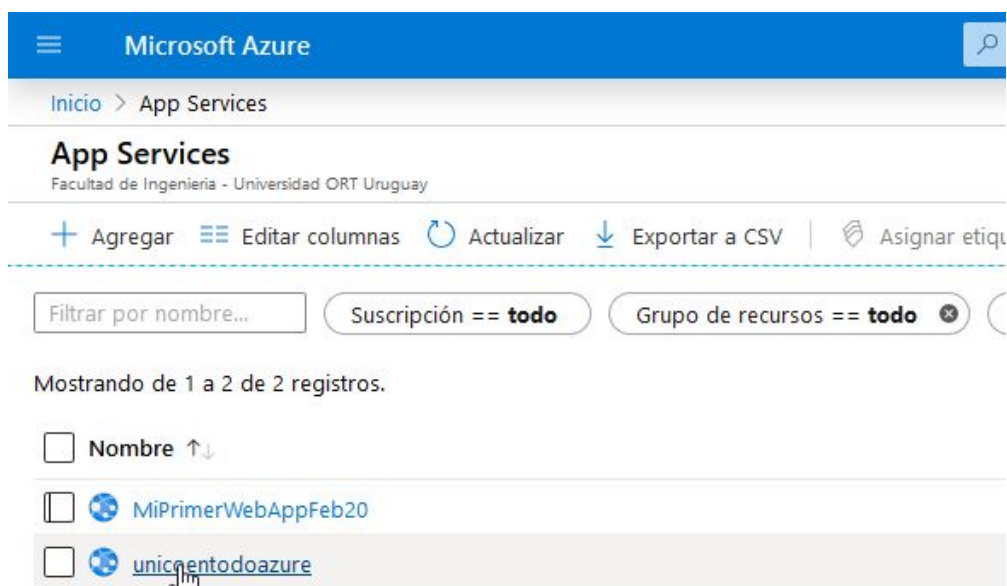 Microsoft Azure
Inicio > App Services
App Services
Facultad de Ingenieria - Universidad ORT Uruguay
Agregar Editar columnas Actualizar Exportar a CSV Asignar
Filtrar por nombre... Suscripción == todo Grupo de recursos == todo
Mostrando de 1 a 2 de 2 registros.
Nombre
MiPrimerWebAppFeb20
unicoentodoazure